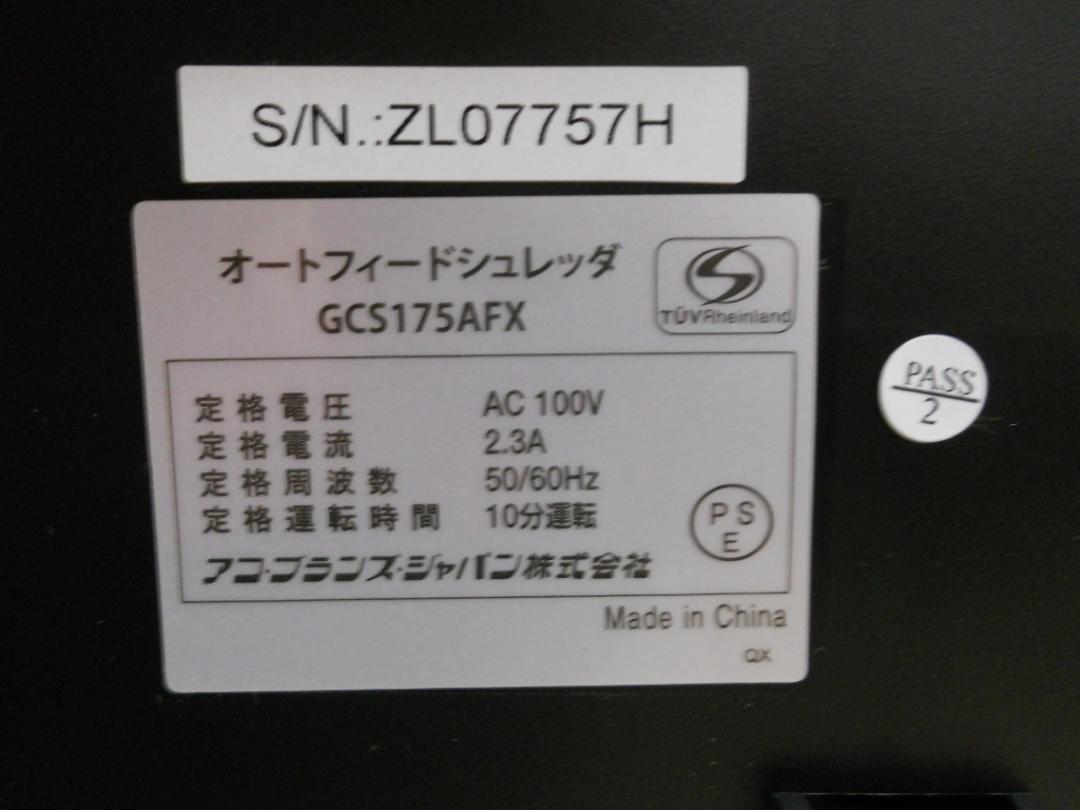 S/N.:ZL07757H
オートフィードシュレッダ
GCS175AFX
TÜVRheinland
定格電圧 AC 100V
定格電流 2.3A
定格周波数 50/60Hz
定格運転時間 10分運転
PS
E
アコ・ブランズ・ジャパン株式会社
Made in China
QX
PASS
2